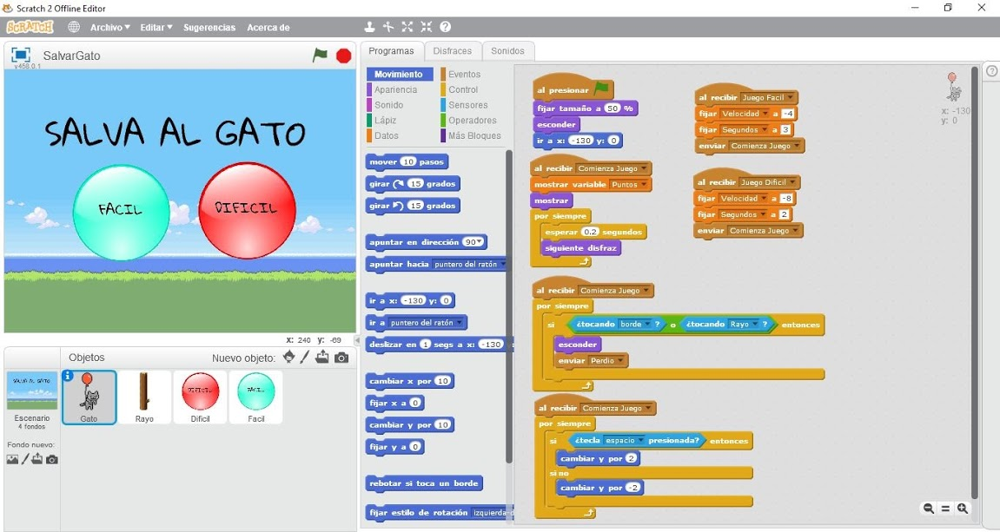 Scratch 2 Offline Editor
SCRATCH Archivo Editar Sugerencias Acerca de
SalvarGato
v458.0.1
SALVA AL GATO
FACIL DIFICIL
x: 240 y: -69
Objetos Nuevo objeto:
SALVA AL GATO
Escenario
4 fondos
Fondo nuevo:
Gato
Rayo
DIFICIL
Dificil
FACIL
Facil
Programas Disfraces Sonidos
Movimiento Eventos
Apariencia Control
Sonido Sensores
Lápiz Operadores
Datos Más Bloques
mover 10 pasos
girar 15 grados
girar 15 grados
apuntar en dirección 90
apuntar hacia puntero del ratón
ir a x: -130 y: 0
ir a puntero del ratón
deslizar en 1 segs a x: -130
cambiar x por 10
fijar x a 0
cambiar y por 10
fijar y a 0
rebotar si toca un borde
fijar estilo de rotación izquierda-d
al presionar
fijar tamaño a 50 %
esconder
ir a x: -130 y: 0
al recibir Comienza Juego
mostrar variable Puntos
mostrar
por siempre
esperar 0.2 segundos
siguiente disfraz
al recibir Comienza Juego
por siempre
si ¿tocando borde ? o ¿tocando Rayo ? entonces
esconder
enviar Perdio
al recibir Comienza Juego
por siempre
si ¿tecla espacio presionada? entonces
cambiar y por 2
si no
cambiar y por -2
al recibir Juego Facil
fijar Velocidad a -4
fijar Segundos a 3
enviar Comienza Juego
al recibir Juego Dificil
fijar Velocidad a -8
fijar Segundos a 2
enviar Comienza Juego
x: -130
y: 0